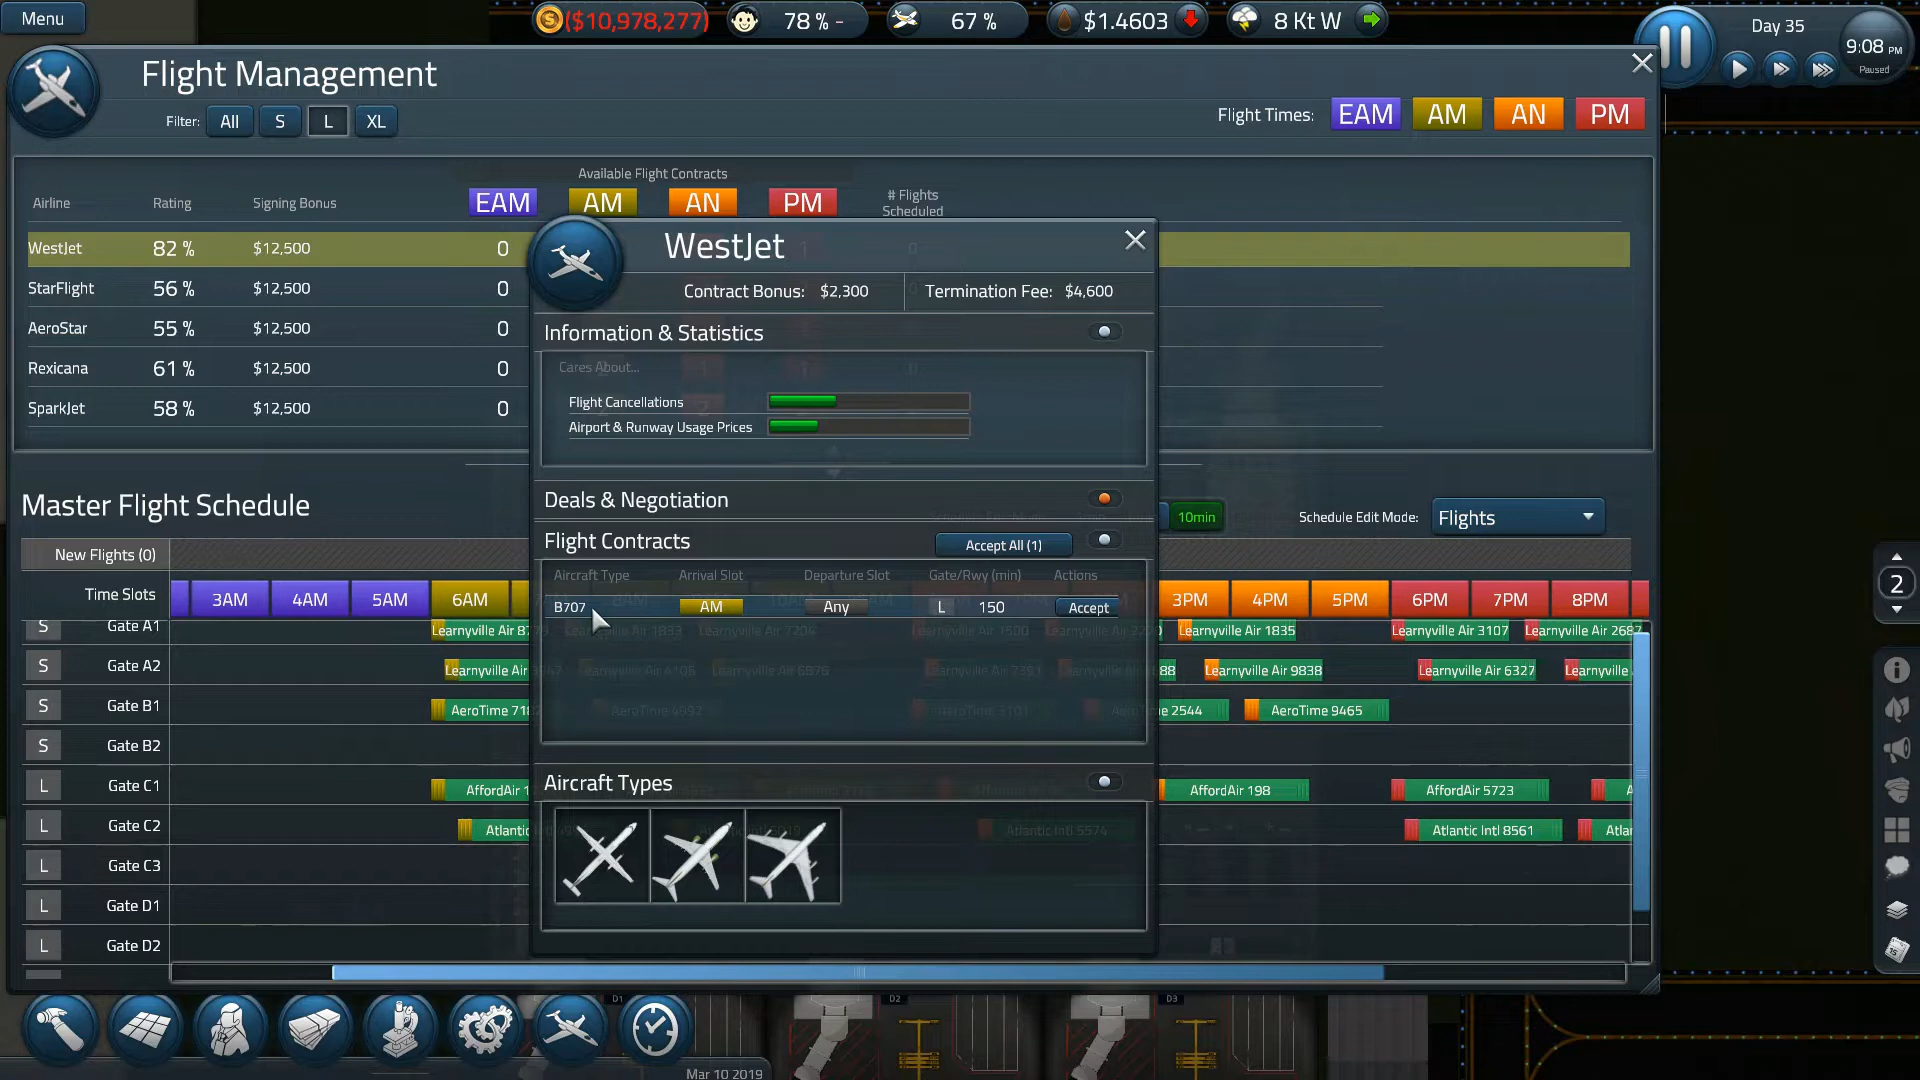 Menu
($10,978,277)
78 % -
67 %
$1.4603
8 Kt W
Day 35
9:08 PM
Paused
Flight Management
Filter: All S L XL
Flight Times: EAM AM AN PM
Available Flight Contracts
Airline Rating Signing Bonus EAM AM AN PM # Flights Scheduled
WestJet 82 % $12,500 0
StarFlight 56 % $12,500 0
AeroStar 55 % $12,500 0
Rexicana 61 % $12,500 0
SparkJet 58 % $12,500 0
WestJet
Contract Bonus: $2,300 Termination Fee: $4,600
Information & Statistics
Cares About...
Flight Cancellations
Airport & Runway Usage Prices
Deals & Negotiation
Flight Contracts Accept All (1)
Aircraft Type Arrival Slot Departure Slot Gate/Rwy (min) Actions
B707 AM Any L 150 Accept
Aircraft Types
Master Flight Schedule
10min
Schedule Edit Mode: Flights
New Flights (0)
Time Slots 3AM 4AM 5AM 6AM 3PM 4PM 5PM 6PM 7PM 8PM
S Gate A1 Learnyville Air 1835 Learnyville Air 3107 Learnyville Air 2687
S Gate A2 Learnyville Air 9838 Learnyville Air 6327 Learnyville
S Gate B1 AeroTime AeroTime 9465
S Gate B2
L Gate C1 AffordAir AffordAir 198 AffordAir 5723
L Gate C2 Atlantic Intl 5574 Atlantic Intl 8561
L Gate C3
L Gate D1
L Gate D2
2
D1 D2 D3
Mar 10 2019